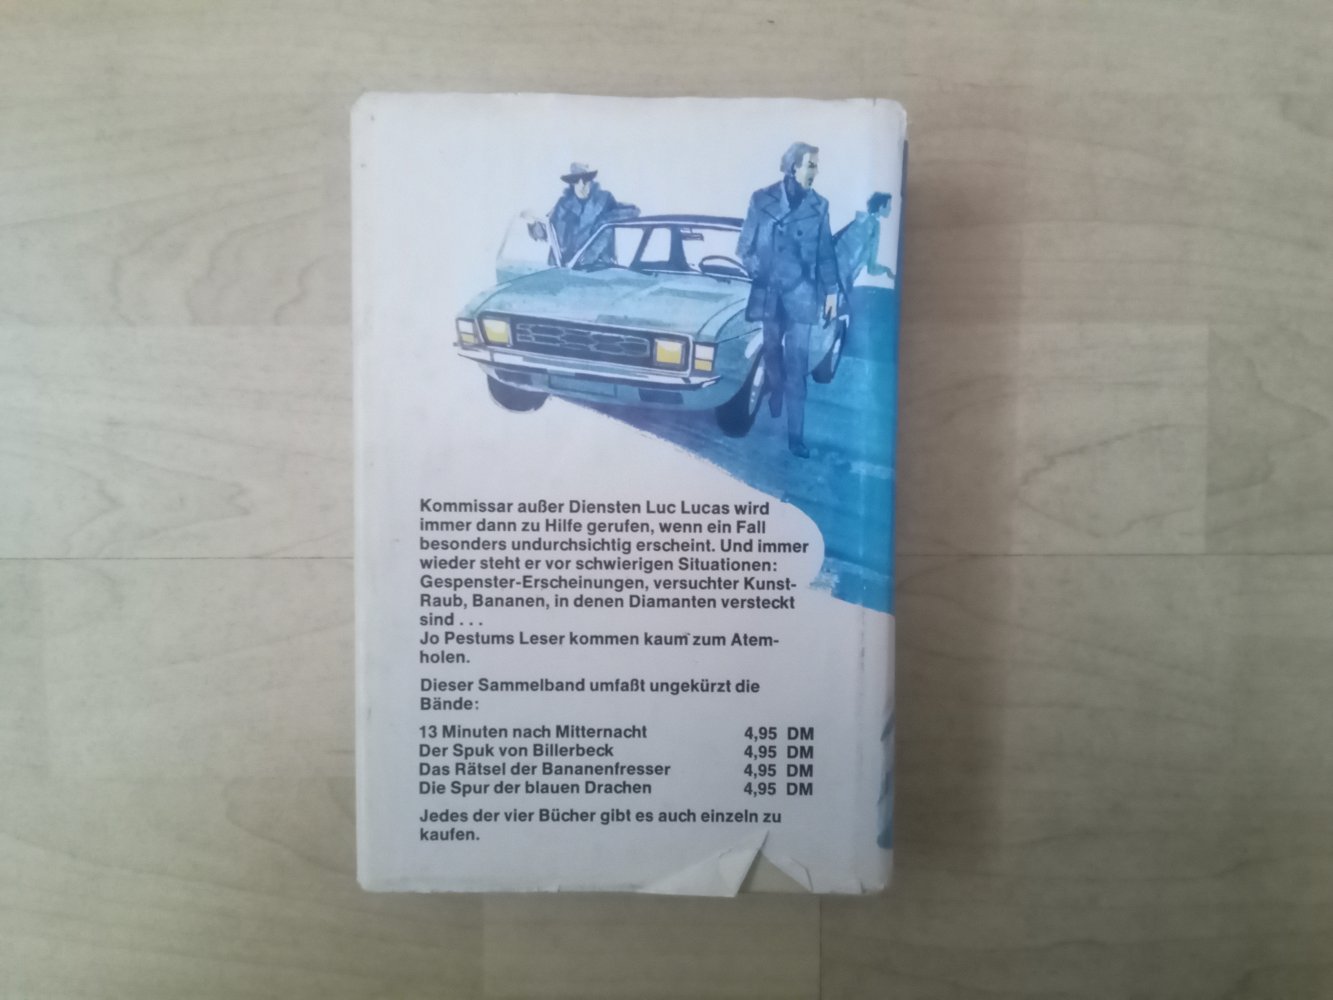 Kommissar außer Diensten Luc Lucas wird
immer dann zu Hilfe gerufen, wenn ein Fall
besonders undurchsichtig erscheint. Und immer
wieder steht er vor schwierigen Situationen:
Gespenster-Erscheinungen, versuchter Kunst-
Raub, Bananen, in denen Diamanten versteckt
sind . . .
Jo Pestums Leser kommen kaum zum Atem-
holen.
Dieser Sammelband umfaßt ungekürzt die
Bände:
13 Minuten nach Mitternacht 4,95 DM
Der Spuk von Billerbeck 4,95 DM
Das Rätsel der Bananenfresser 4,95 DM
Die Spur der blauen Drachen 4,95 DM
Jedes der vier Bücher gibt es auch einzeln zu
kaufen.